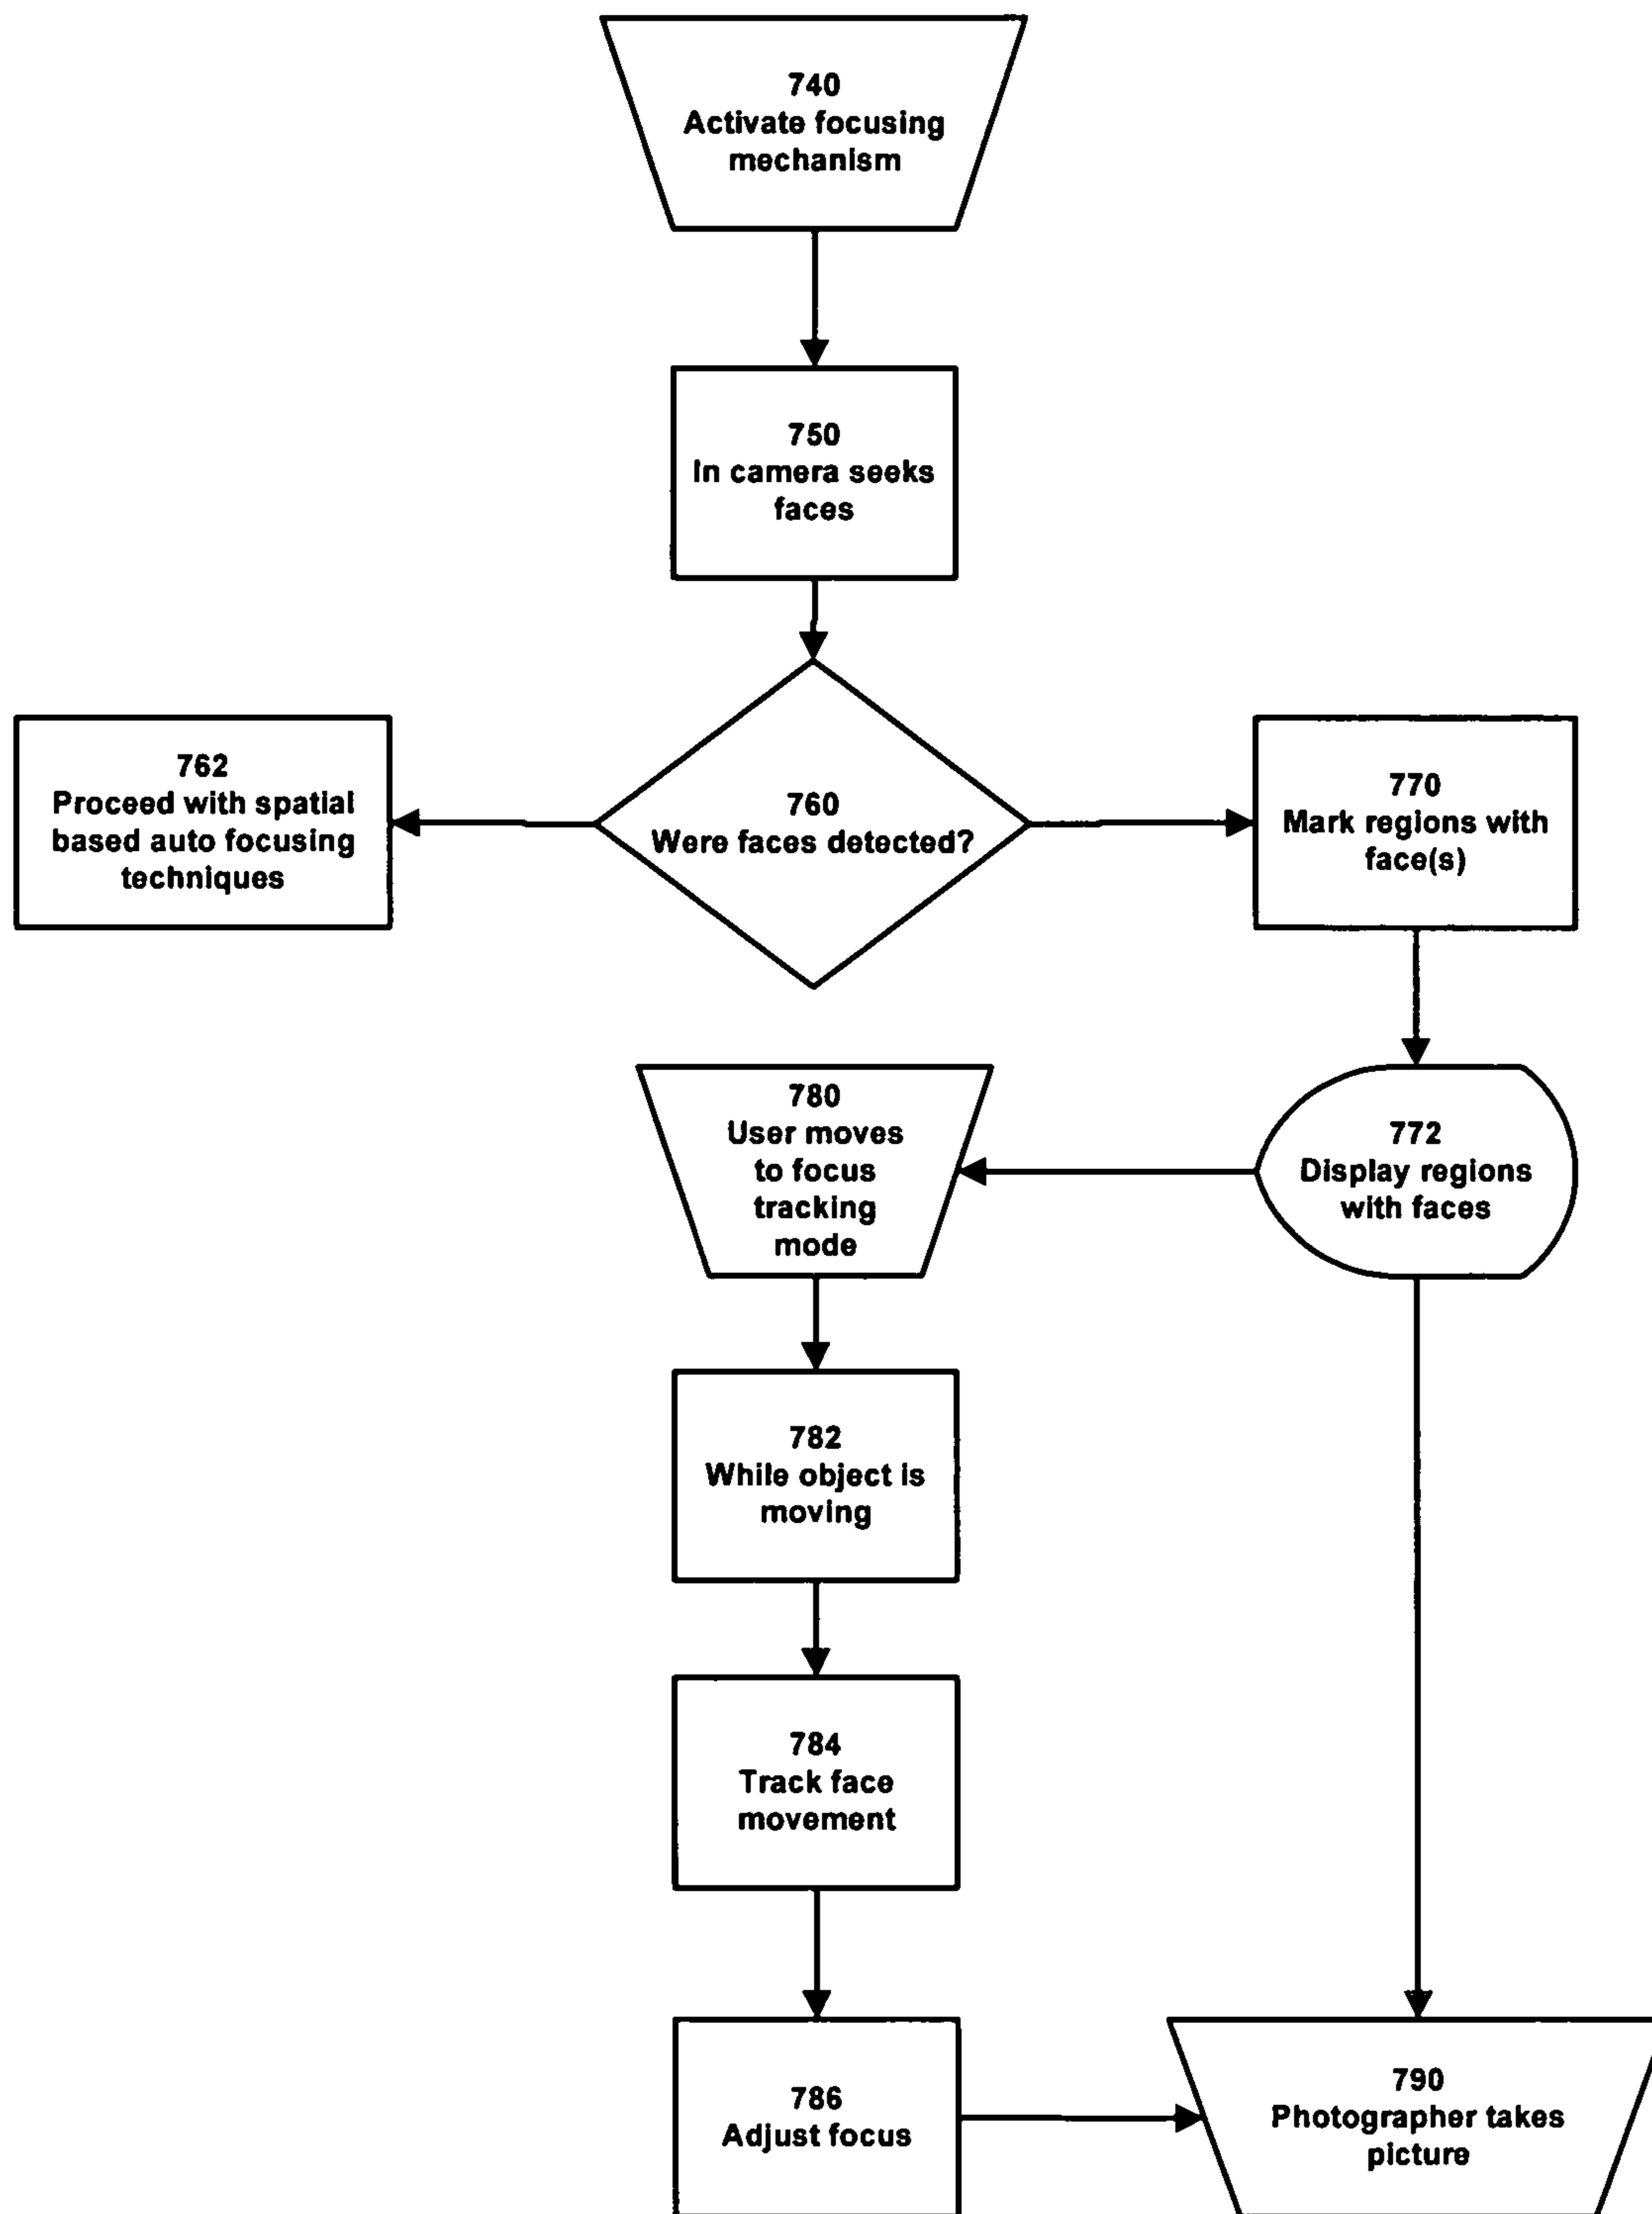 740
Activate focusing
mechanism
750
In camera seeks
faces
762
Proceed with spatial
based auto focusing
techniques
760
Were faces detected?
770
Mark regions with
face(s)
780
User moves
to focus
tracking
mode
772
Display regions
with faces
782
While object is
moving
784
Track face
movement
786
Adjust focus
790
Photographer takes
picture